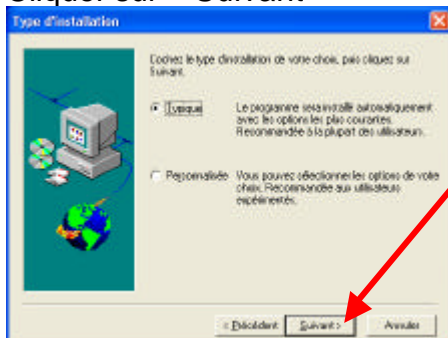 Cliquer sur « Suivant »
Type d'installation
Cochez le type d'installation de votre choix, puis cliquez sur
Suivant.
Typique
Le programme sera installé automatiquement
avec les options les plus courantes.
Recommandée à la plupart des utilisateurs.
Personnalisée
Vous pouvez sélectionner les options de votre
choix. Recommandée aux utilisateurs
expérimentés.
< Précédent
Suivant >
Annuler